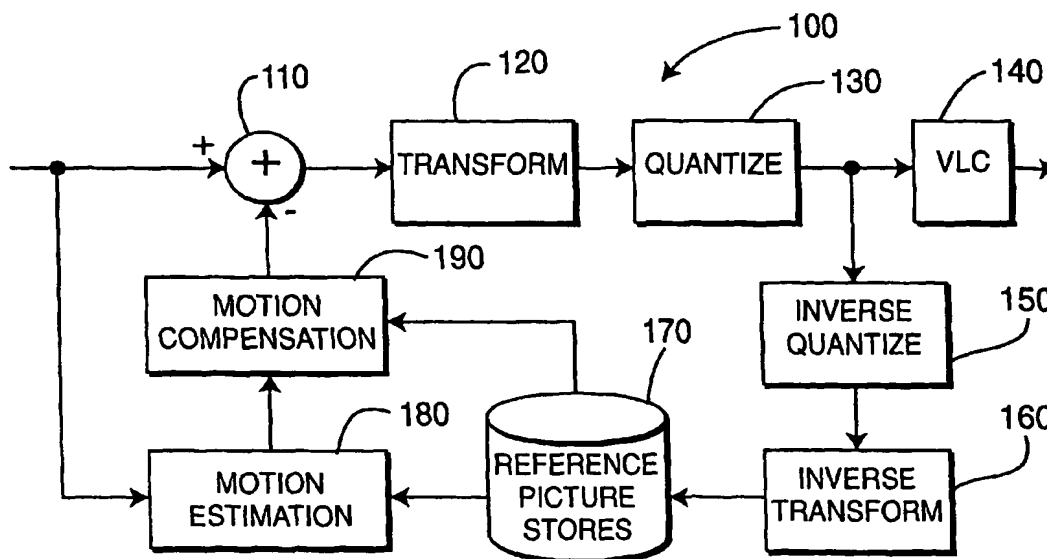 100
110
120
130
140
+
+
TRANSFORM
QUANTIZE
VLC
-
190
MOTION
COMPENSATION
INVERSE
QUANTIZE
150
170
180
160
MOTION
ESTIMATION
REFERENCE
PICTURE
STORES
INVERSE
TRANSFORM